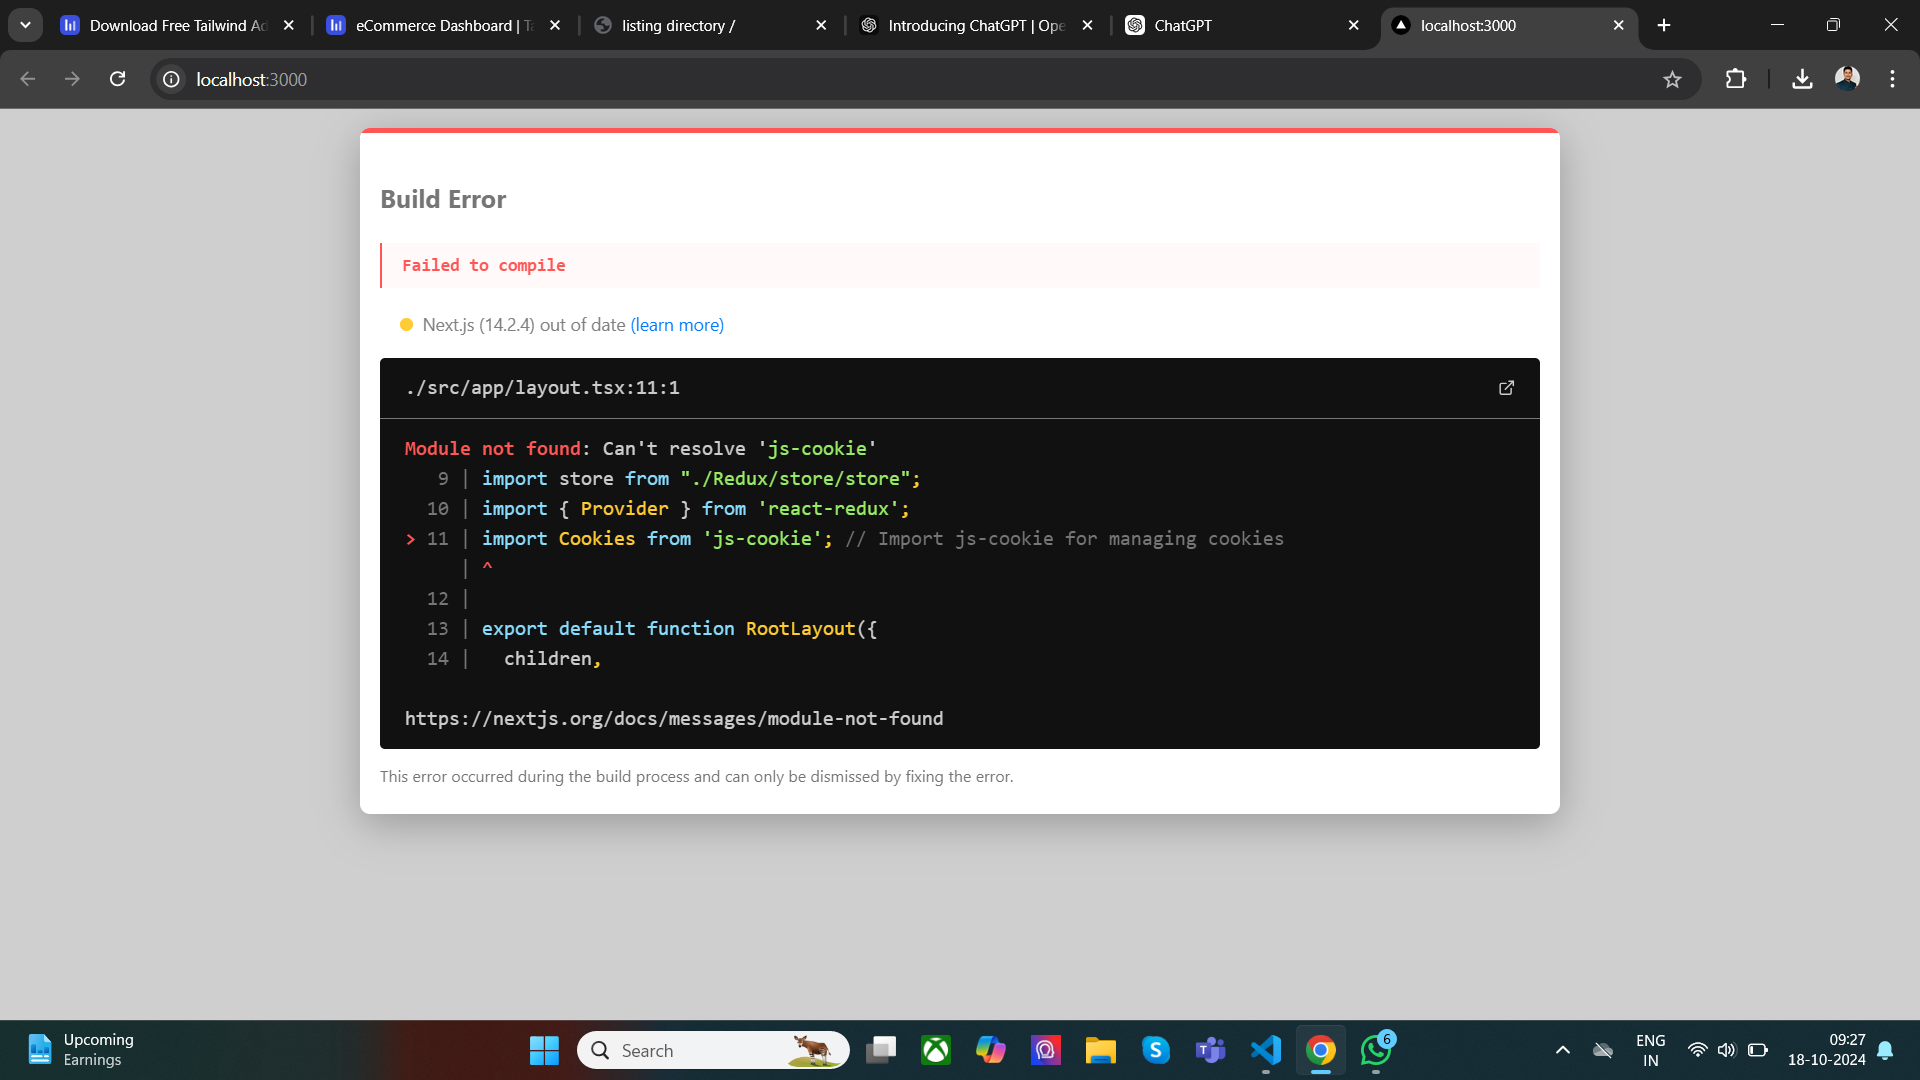 Download Free Tailwind Ad
eCommerce Dashboard | Ta
listing directory /
Introducing ChatGPT | Ope
ChatGPT
localhost:3000
localhost:3000
Build Error
Failed to compile
Next.js (14.2.4) out of date (learn more)
./src/app/layout.tsx:11:1
Module not found: Can't resolve 'js-cookie'
9 | import store from "./Redux/store/store";
10 | import { Provider } from 'react-redux';
> 11 | import Cookies from 'js-cookie'; // Import js-cookie for managing cookies
| ^
12 |
13 | export default function RootLayout({
14 | children,
https://nextjs.org/docs/messages/module-not-found
This error occurred during the build process and can only be dismissed by fixing the error.
Upcoming
Earnings
Search
6
ENG
IN
09:27
18-10-2024